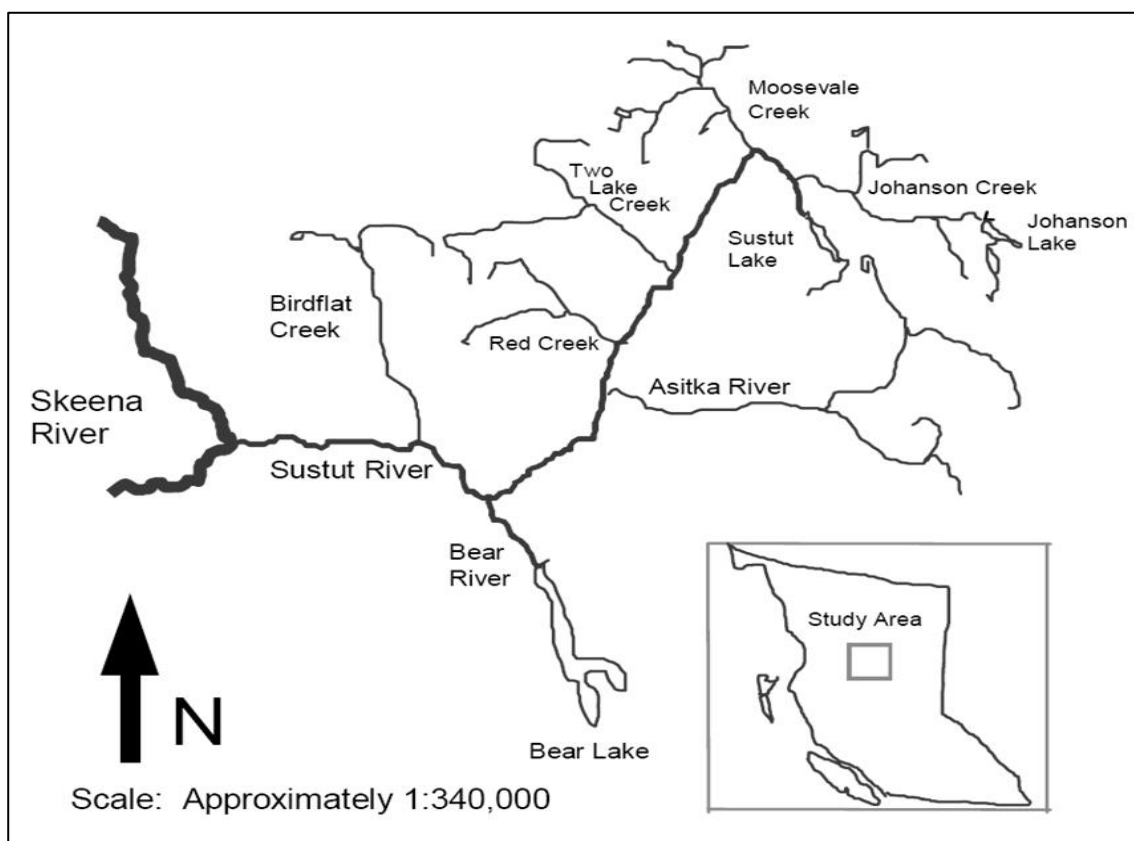 Moosevale
Creek
Two
Lake
Creek
Johanson Creek
Johanson
Lake
Sustut
Lake
Birdflat
Creek
Red Creek
Asitka River
Skeena
River
Sustut River
Bear
River
Study Area
N
Bear Lake
Scale: Approximately 1:340,000